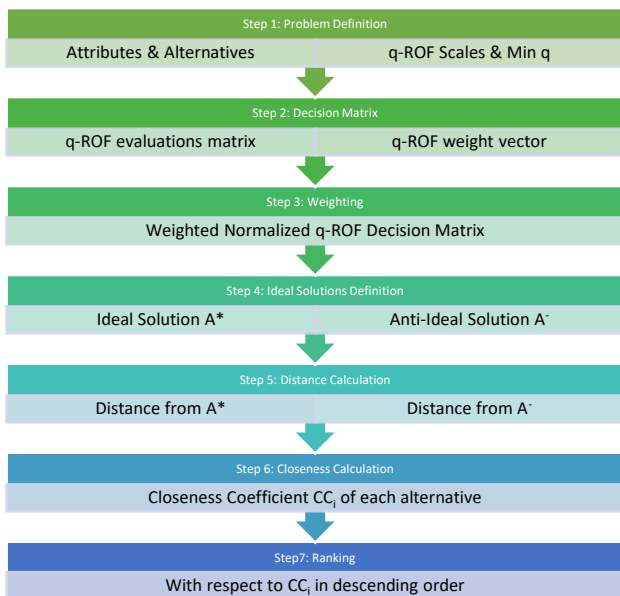 Step 1: Problem Definition
Attributes & Alternatives
q-ROF Scales & Min q
Step 2: Decision Matrix
q-ROF evaluations matrix
q-ROF weight vector
Step 3: Weighting
Weighted Normalized q-ROF Decision Matrix
Step 4: Ideal Solutions Definition
Ideal Solution A*
Anti-Ideal Solution A⁻
Step 5: Distance Calculation
Distance from A*
Distance from A⁻
Step 6: Closeness Calculation
Closeness Coefficient CCᵢ of each alternative
Step7: Ranking
With respect to CCᵢ in descending order